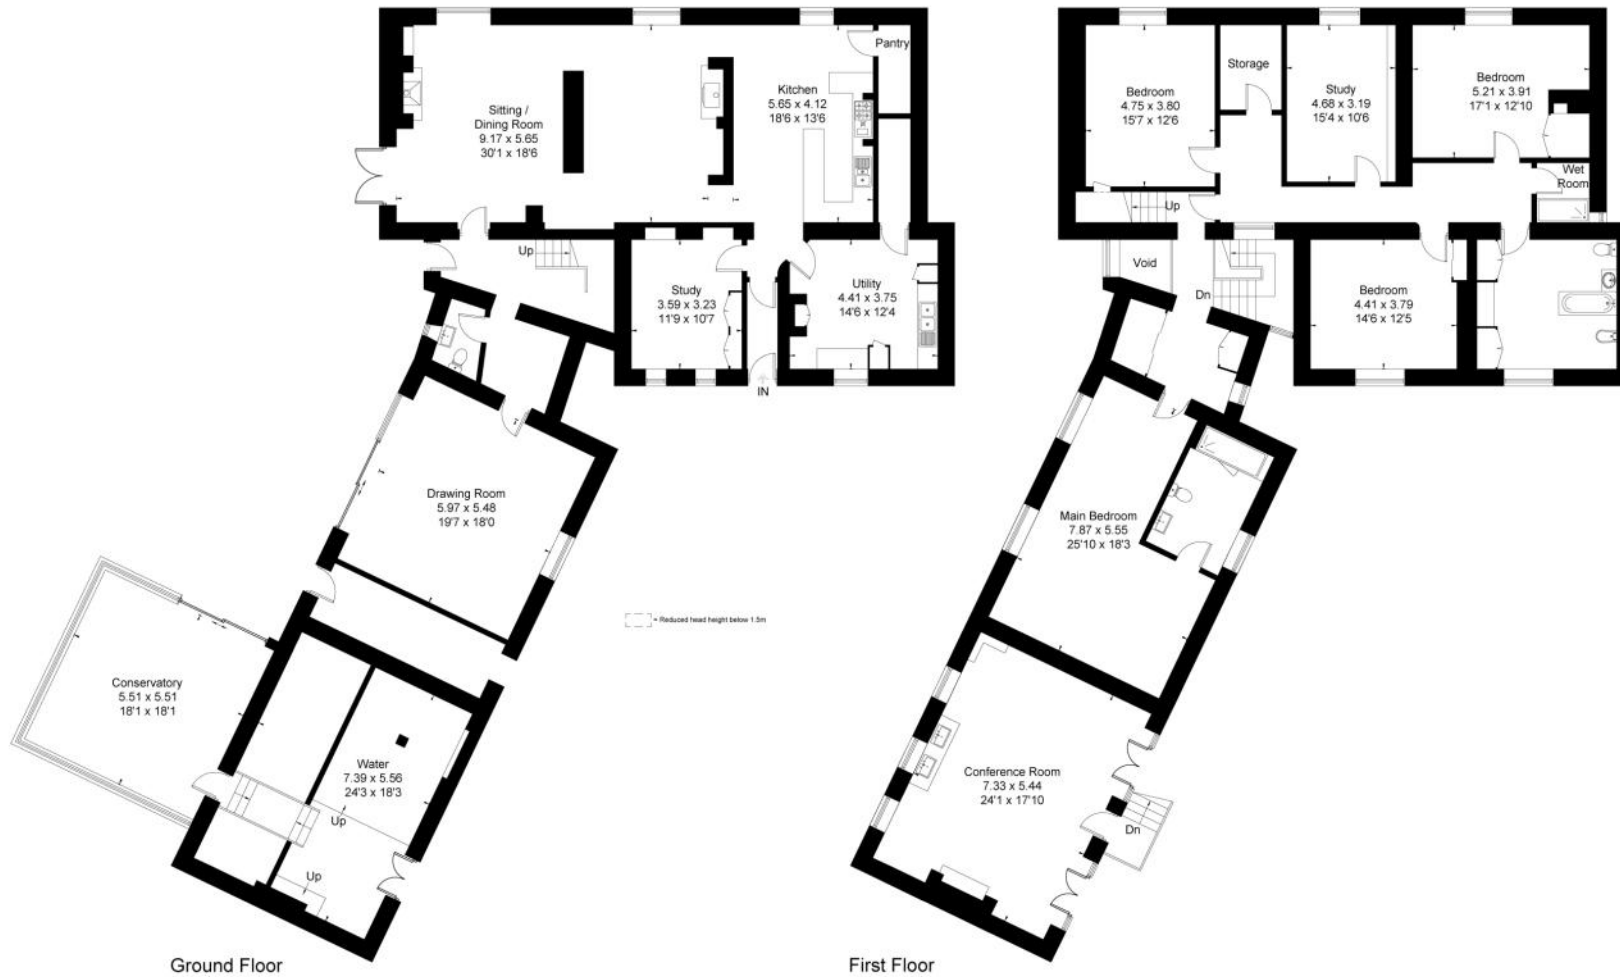 Pantry
Kitchen
5.65 x 4.12
18'6 x 13'6
Sitting /
Dining Room
9.17 x 5.65
30'1 x 18'6
Up
Study
3.59 x 3.23
11'9 x 10'7
Utility
4.41 x 3.75
14'6 x 12'4
IN
Drawing Room
5.97 x 5.48
19'7 x 18'0
Conservatory
5.51 x 5.51
18'1 x 18'1
Water
7.39 x 5.56
24'3 x 18'3
Up
Up
Ground Floor
= Reduced head height below 1.5m
Bedroom
4.75 x 3.80
15'7 x 12'6
Storage
Study
4.68 x 3.19
15'4 x 10'6
Bedroom
5.21 x 3.91
17'1 x 12'10
Wet
Room
Up
Void
Dn
Bedroom
4.41 x 3.79
14'6 x 12'5
Main Bedroom
7.87 x 5.55
25'10 x 18'3
Conference Room
7.33 x 5.44
24'1 x 17'10
Dn
First Floor